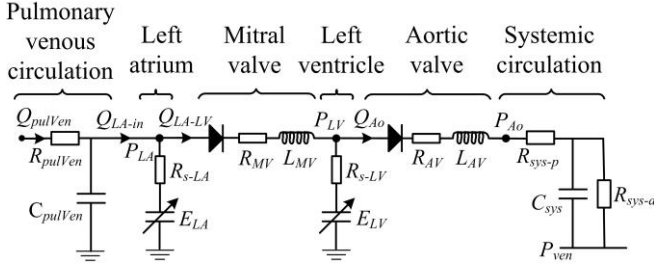 Pulmonary venous circulation
Left atrium
Mitral valve
Left ventricle
Aortic valve
Systemic circulation
Q_pulVen
Q_LA-in
Q_LA-LV
P_LV
Q_Ao
P_Ao
R_pulVen
P_LA
R_MV
L_MV
R_AV
L_AV
R_sys-p
R_s-LA
R_s-LV
C_pulVen
E_LA
E_LV
C_sys
R_sys-d
P_ven